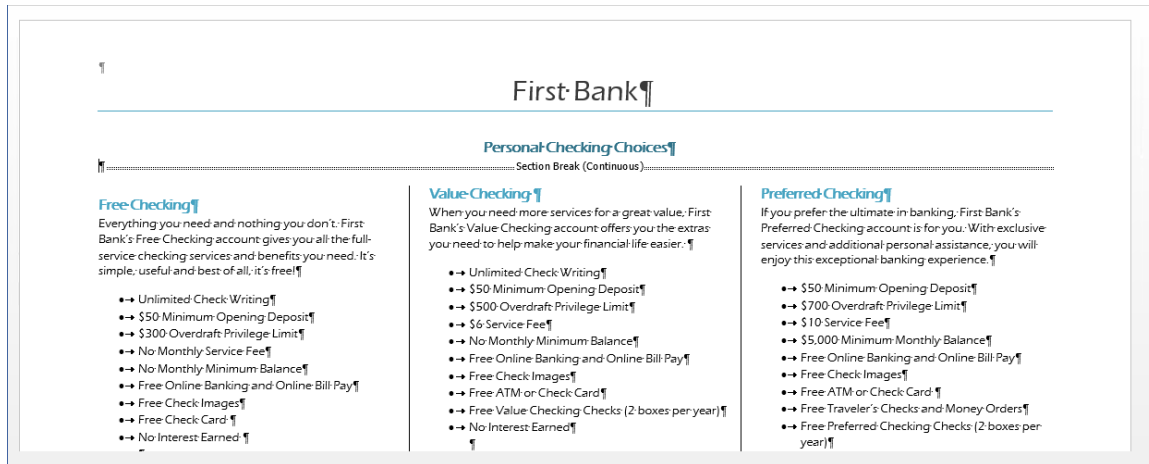 ¶
First·Bank¶
Personal·Checking·Choices¶
¶ Section Break (Continuous)
Free·Checking¶
Everything·you·need·and·nothing·you·don't.·First·
Bank's·Free·Checking·account·gives·you·all·the·full-
service·checking·services·and·benefits·you·need.·It's·
simple,·useful·and·best·of·all,·it's·free!¶
•→Unlimited·Check·Writing¶
•→$50·Minimum·Opening·Deposit¶
•→$300·Overdraft·Privilege·Limit¶
•→No·Monthly·Service·Fee¶
•→No·Monthly·Minimum·Balance¶
•→Free·Online·Banking·and·Online·Bill·Pay¶
•→Free·Check·Images¶
•→Free·Check·Card·¶
•→No·Interest·Earned·¶
Value·Checking·¶
When·you·need·more·services·for·a·great·value,·First·
Bank's·Value·Checking·account·offers·you·the·extras·
you·need·to·help·make·your·financial·life·easier.·¶
•→Unlimited·Check·Writing¶
•→$50·Minimum·Opening·Deposit¶
•→$500·Overdraft·Privilege·Limit¶
•→$6·Service·Fee¶
•→No·Monthly·Minimum·Balance¶
•→Free·Online·Banking·and·Online·Bill·Pay¶
•→Free·Check·Images¶
•→Free·ATM·or·Check·Card¶
•→Free·Value·Checking·Checks·(2·boxes·per·year)¶
•→No·Interest·Earned¶
¶
Preferred·Checking¶
If·you·prefer·the·ultimate·in·banking,·First·Bank's·
Preferred·Checking·account·is·for·you.·With·exclusive·
services·and·additional·personal·assistance,·you·will·
enjoy·this·exceptional·banking·experience.¶
•→$50·Minimum·Opening·Deposit¶
•→$700·Overdraft·Privilege·Limit¶
•→$10·Service·Fee¶
•→$5,000·Minimum·Monthly·Balance¶
•→Free·Online·Banking·and·Online·Bill·Pay¶
•→Free·Check·Images¶
•→Free·ATM·or·Check·Card·¶
•→Free·Traveler's·Checks·and·Money·Orders¶
•→Free·Preferred·Checking·Checks·(2·boxes·per·
year)¶